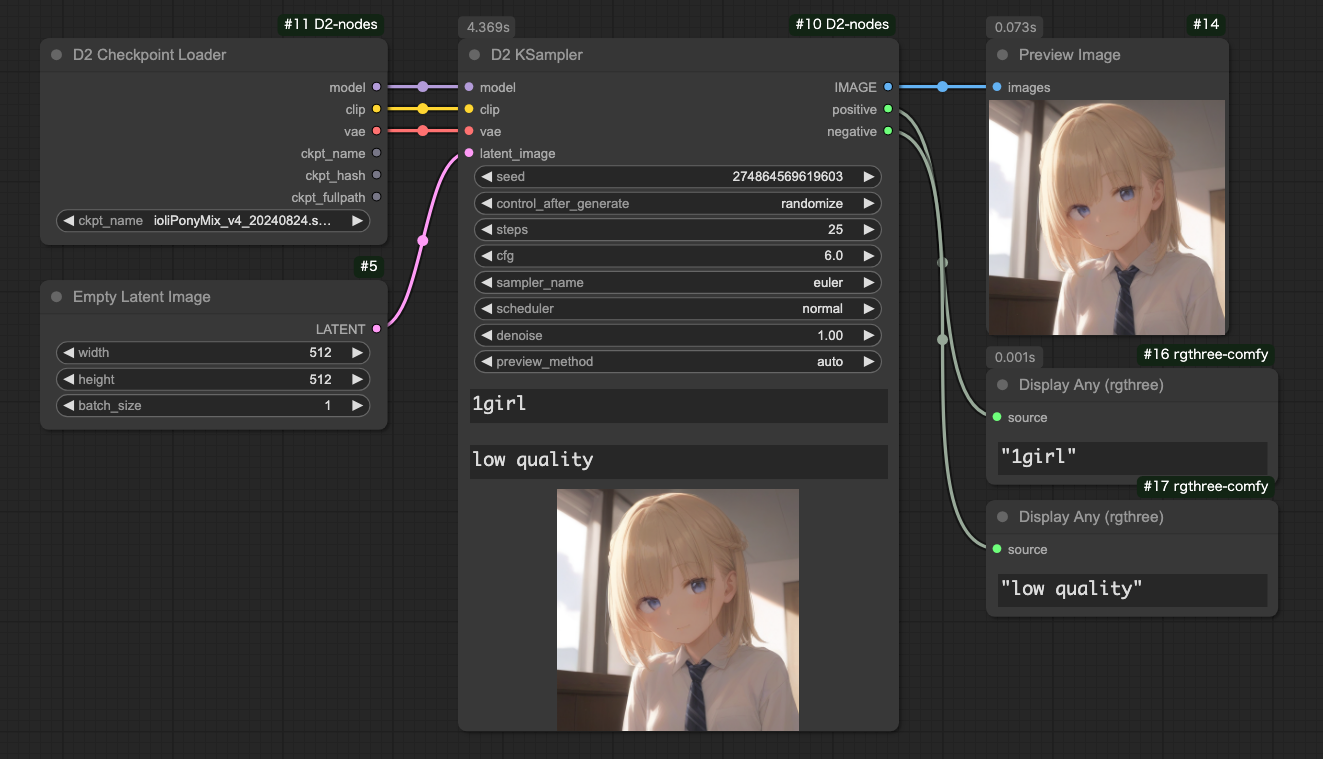 #11 D2-nodes
D2 Checkpoint Loader
model
clip
vae
ckpt_name
ckpt_hash
ckpt_fullpath
ckpt_name ioliPonyMix_v4_20240824.s...
#5
Empty Latent Image
LATENT
width 512
height 512
batch_size 1
4.369s
#10 D2-nodes
D2 KSampler
model IMAGE
clip positive
vae negative
latent_image
seed 274864569619603
control_after_generate randomize
steps 25
cfg 6.0
sampler_name euler
scheduler normal
denoise 1.00
preview_method auto
1girl
low quality
0.073s
#14
Preview Image
images
0.001s
#16 rgthree-comfy
Display Any (rgthree)
source
"1girl"
#17 rgthree-comfy
Display Any (rgthree)
source
"low quality"